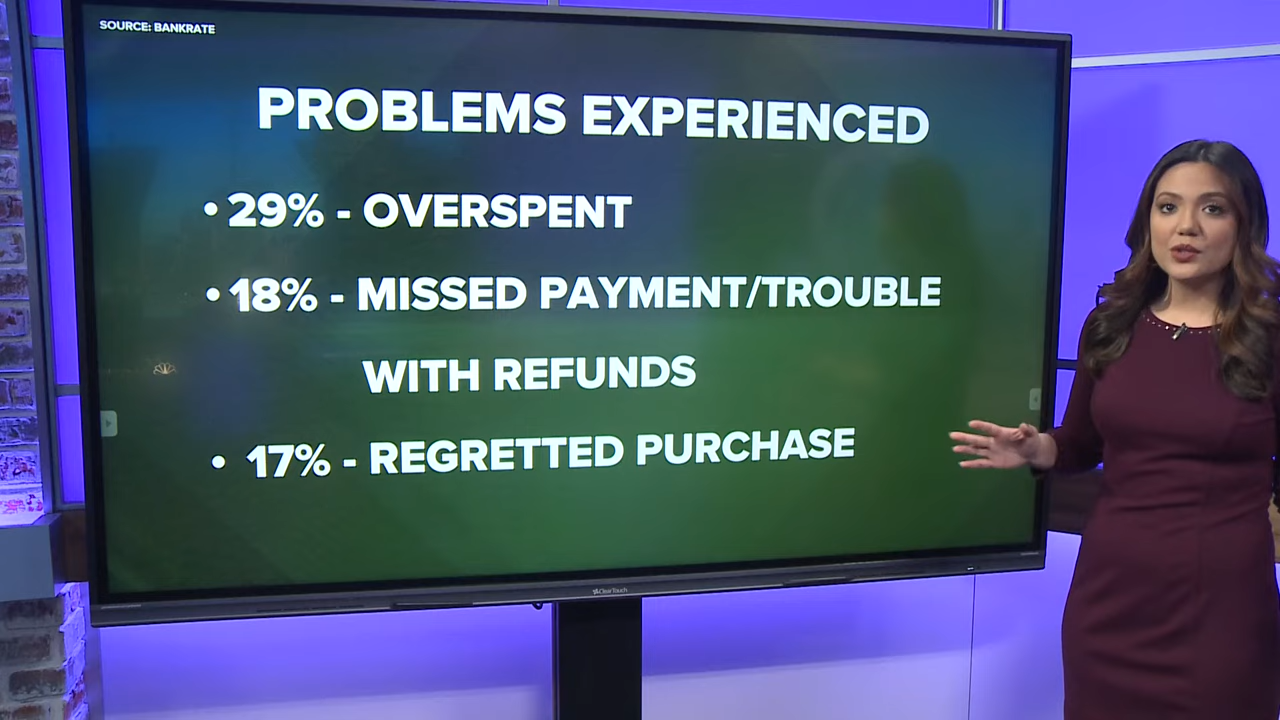 SOURCE: BANKRATE
PROBLEMS EXPERIENCED
• 29% - OVERSPENT
• 18% - MISSED PAYMENT/TROUBLE
WITH REFUNDS
• 17% - REGRETTED PURCHASE
ClearTouch